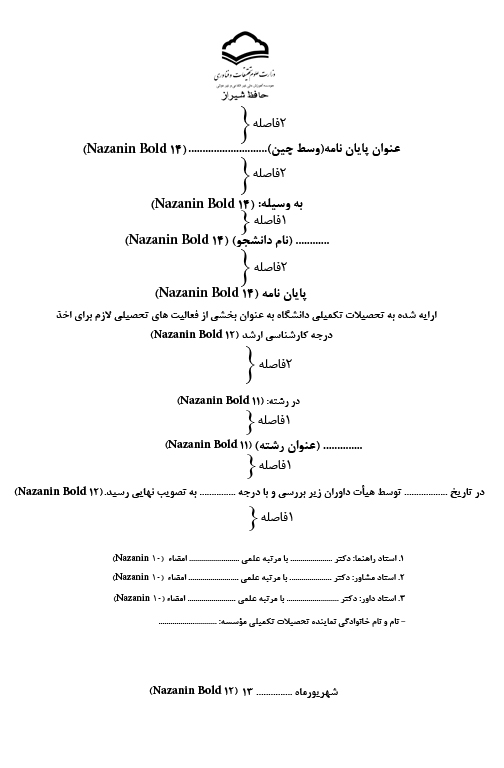 وزارت علوم تحقیقات و فناوری
حافظ شیراز
۲فاصله
عنوان پایان نامه(وسط چین)............................(Nazanin Bold ۱۴)
۲فاصله
به وسیله: (Nazanin Bold ۱۴)
۱فاصله
............ (نام دانشجو) (Nazanin Bold ۱۴)
۲فاصله
پایان نامه (Nazanin Bold ۱۴)
ارایه شده به تحصیلات تکمیلی دانشگاه به عنوان بخشی از فعالیت های تحصیلی لازم برای اخذ
درجه کارشناسی ارشد (Nazanin Bold ۱۲)
۲فاصله
در رشته: (Nazanin Bold ۱۱)
۱فاصله
.............. (عنوان رشته) (Nazanin Bold ۱۱)
۱فاصله
در تاریخ ................. توسط هیأت داوران زیر بررسی و با درجه .............. به تصویب نهایی رسید.(Nazanin Bold ۱۲)
۱فاصله
۱. استاد راهنما: دکتر .................. با مرتبه علمی ...................... امضاء (Nazanin ۱۰)
۲. استاد مشاور: دکتر .................. با مرتبه علمی ...................... امضاء (Nazanin ۱۰)
۳. استاد داور: دکتر ...................... با مرتبه علمی ..................... امضاء (Nazanin ۱۰)
- نام و نام خانوادگی نماینده تحصیلات تکمیلی مؤسسه: .........................
شهریورماه .............. ۱۳ (Nazanin Bold ۱۲)